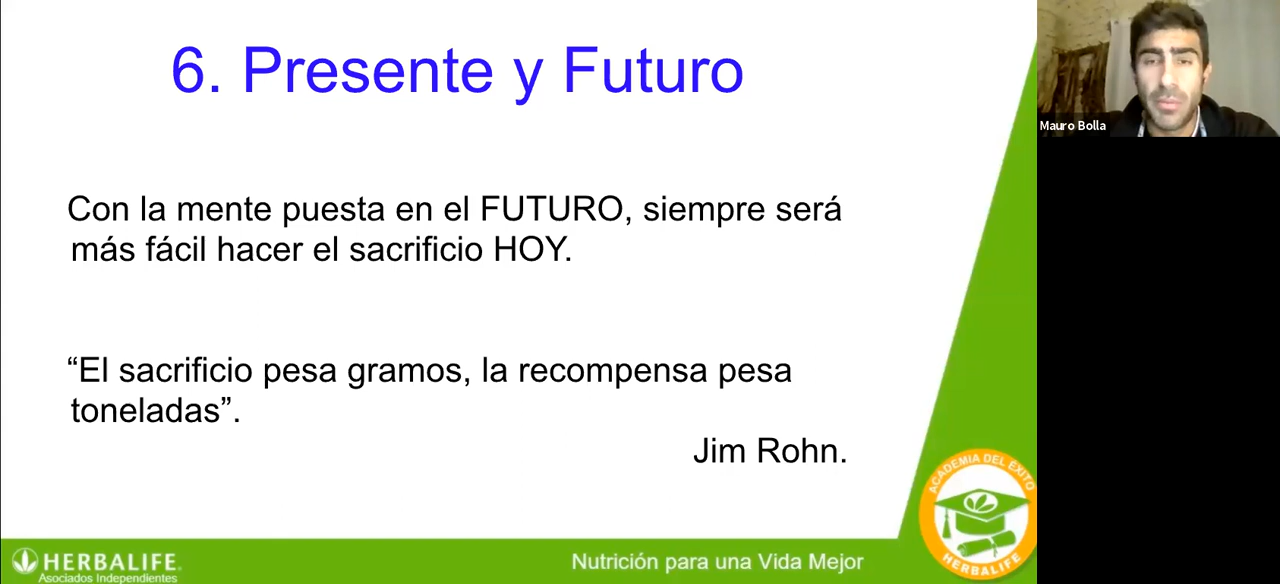 6. Presente y Futuro
Con la mente puesta en el FUTURO, siempre será
más fácil hacer el sacrificio HOY.
“El sacrificio pesa gramos, la recompensa pesa
toneladas”.
Jim Rohn.
Mauro Bolla
ACADEMIA DEL ÉXITO
HERBALIFE
HERBALIFE.
Asociados Independientes
Nutrición para una Vida Mejor